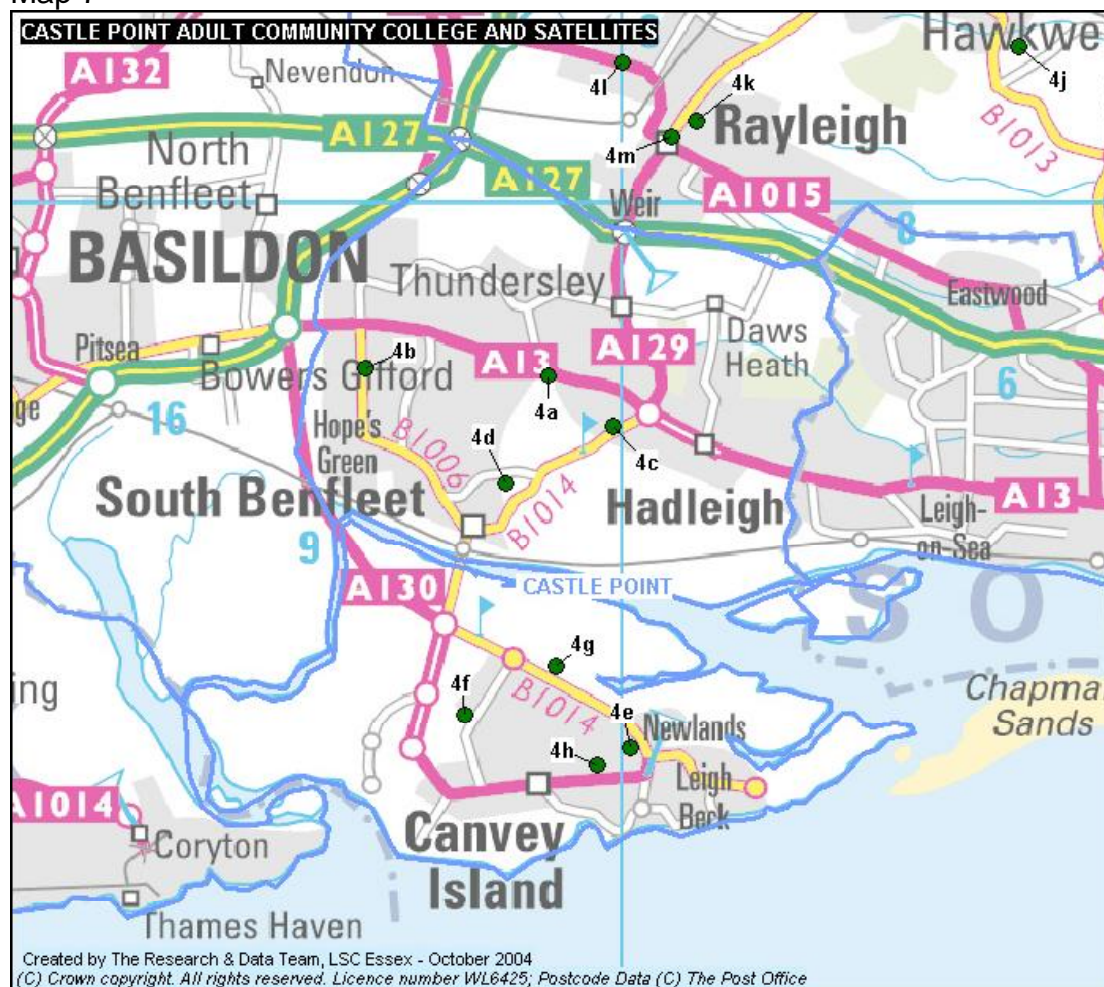 CASTLE POINT ADULT COMMUNITY COLLEGE AND SATELLITES
Hawkwe
A132
Nevendon
4l
4j
4k
A127
Rayleigh
B1013
North
Benfleet
4m
A127
A1015
Weir
8
BASILDON
Thundersley
Eastwood
Pitsea
4b
A13
A129
Daws
Heath
Bowers Gifford
6
ge
16
4a
Hope's
Green
B1006
4d
4c
South Benfleet
B1014
Hadleigh
A13
Leigh-
on-Sea
9
A130
CASTLE POINT
S O
4g
ing
B1014
Chapma
Sands
4f
4e
Newlands
4h
Leigh
Beck
A1014
Coryton
Canvey
Island
Thames Haven
Created by The Research & Data Team, LSC Essex - October 2004
(C) Crown copyright. All rights reserved. Licence number WL6425; Postcode Data (C) The Post Office